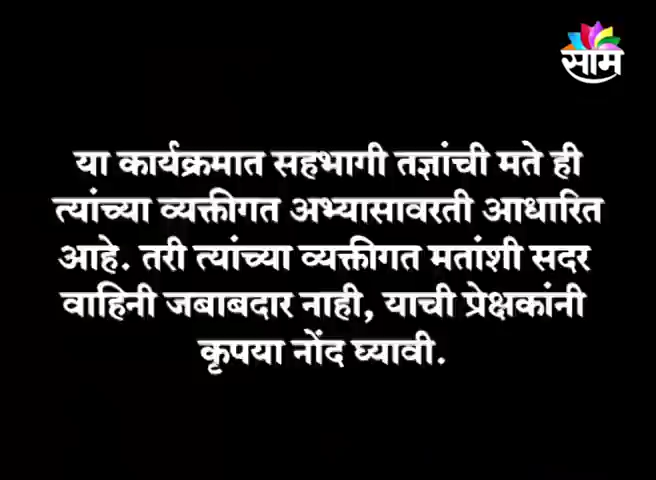 साम
या कार्यक्रमात सहभागी तज्ञांची मते ही
त्यांच्या व्यक्तीगत अभ्यासावरती आधारित
आहे. तरी त्यांच्या व्यक्तीगत मतांशी सदर
वाहिनी जबाबदार नाही, याची प्रेक्षकांनी
कृपया नोंद घ्यावी.